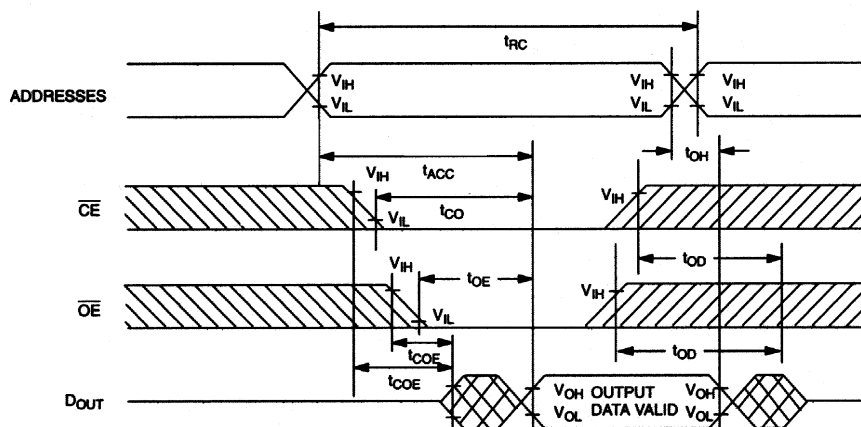 tRC
ADDRESSES
VIH VIH VIH
VIL VIL VIL
tOH
tACC
VIH
CE
VIL
tCO
VIH
tOD
VIH
OE
VIL
tOE
VIH
tCOE
tOD
tCOE
DOUT
VOH OUTPUT VOH
VOL DATA VALID VOL